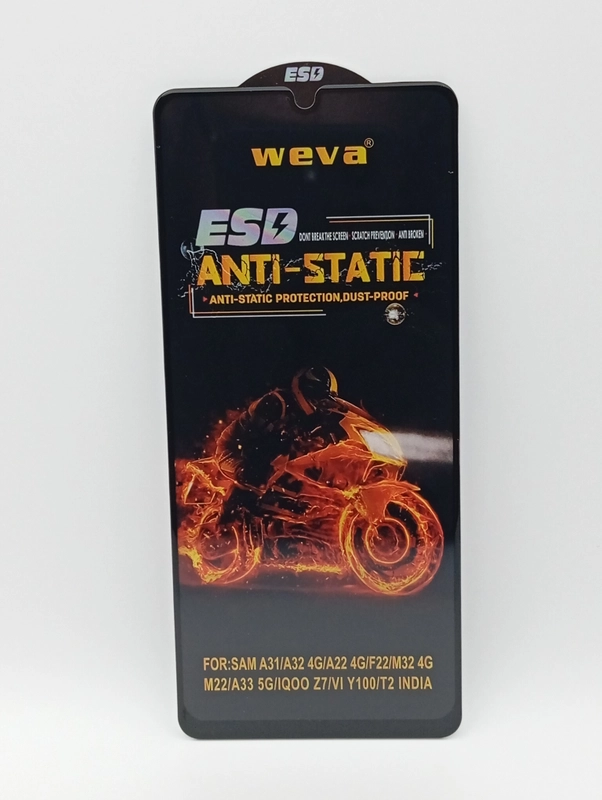 ESD
weva®
ESD
DONT BREAK THE SCREEN · SCRATCH PREVENTION · ANTI BROKEN
ANTI-STATIC
ANTI-STATIC PROTECTION,DUST-PROOF
FOR:SAM A31/A32 4G/A22 4G/F22/M32 4G
M22/A33 5G/IQOO Z7/VI Y100/T2 INDIA